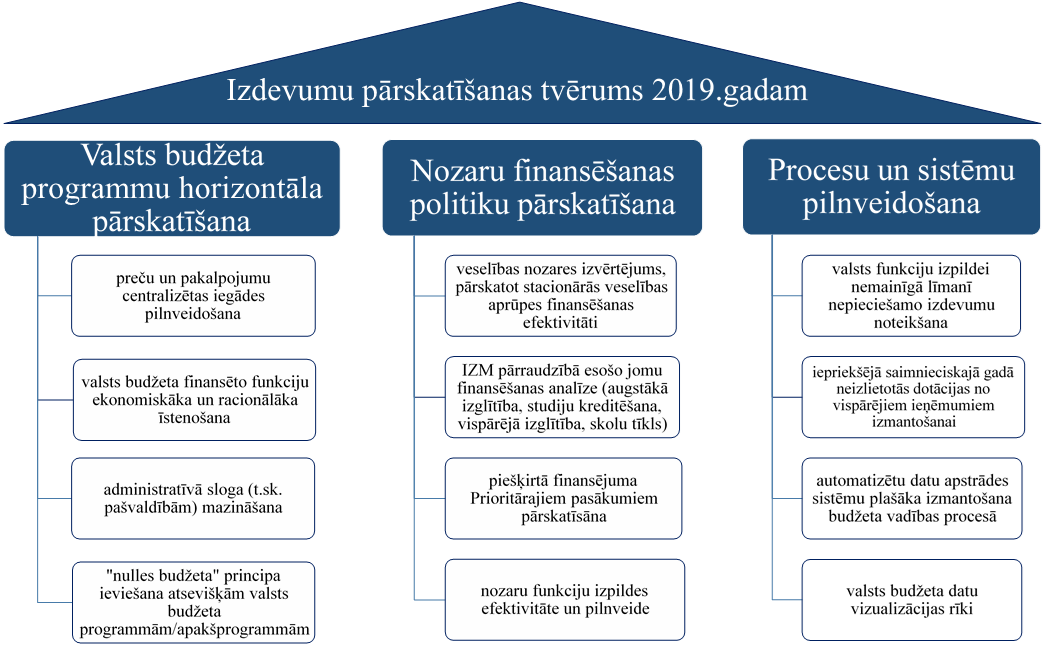 Izdevumu pārskatīšanas tvērums 2019.gadam
Valsts budžeta
programmu horizontāla
pārskatīšana
preču un pakalpojumu
centralizētas iegādes
pilnveidošana
valsts budžeta finansēto funkciju
ekonomiskāka un racionālāka
īstenošana
administratīvā sloga (t.sk.
pašvaldībām) mazināšana
"nulles budžeta" principa
ieviešana atsevišķām valsts
budžeta
programmām/apakšprogrammām
Nozaru finansēšanas
politiku pārskatīšana
veselības nozares izvērtējums,
pārskatot stacionārās veselības
aprūpes finansēšanas
efektivitāti
IZM pārraudzībā esošo jomu
finansēšanas analīze (augstākā
izglītība, studiju kreditēšana,
vispārējā izglītība, skolu tīkls)
piešķirtā finansējuma
Prioritārajiem pasākumiem
pārskatīsāna
nozaru funkciju izpildes
efektivitāte un pilnveide
Procesu un sistēmu
pilnveidošana
valsts funkciju izpildei
nemainīgā līmanī
nepieciešamo izdevumu
noteikšana
iepriekšējā saimnieciskajā gadā
neizlietotās dotācijas no
vispārējiem ieņēmumiem
izmantošanai
automatizētu datu apstrādes
sistēmu plašāka izmantošana
budžeta vadības procesā
valsts budžeta datu
vizualizācijas rīki